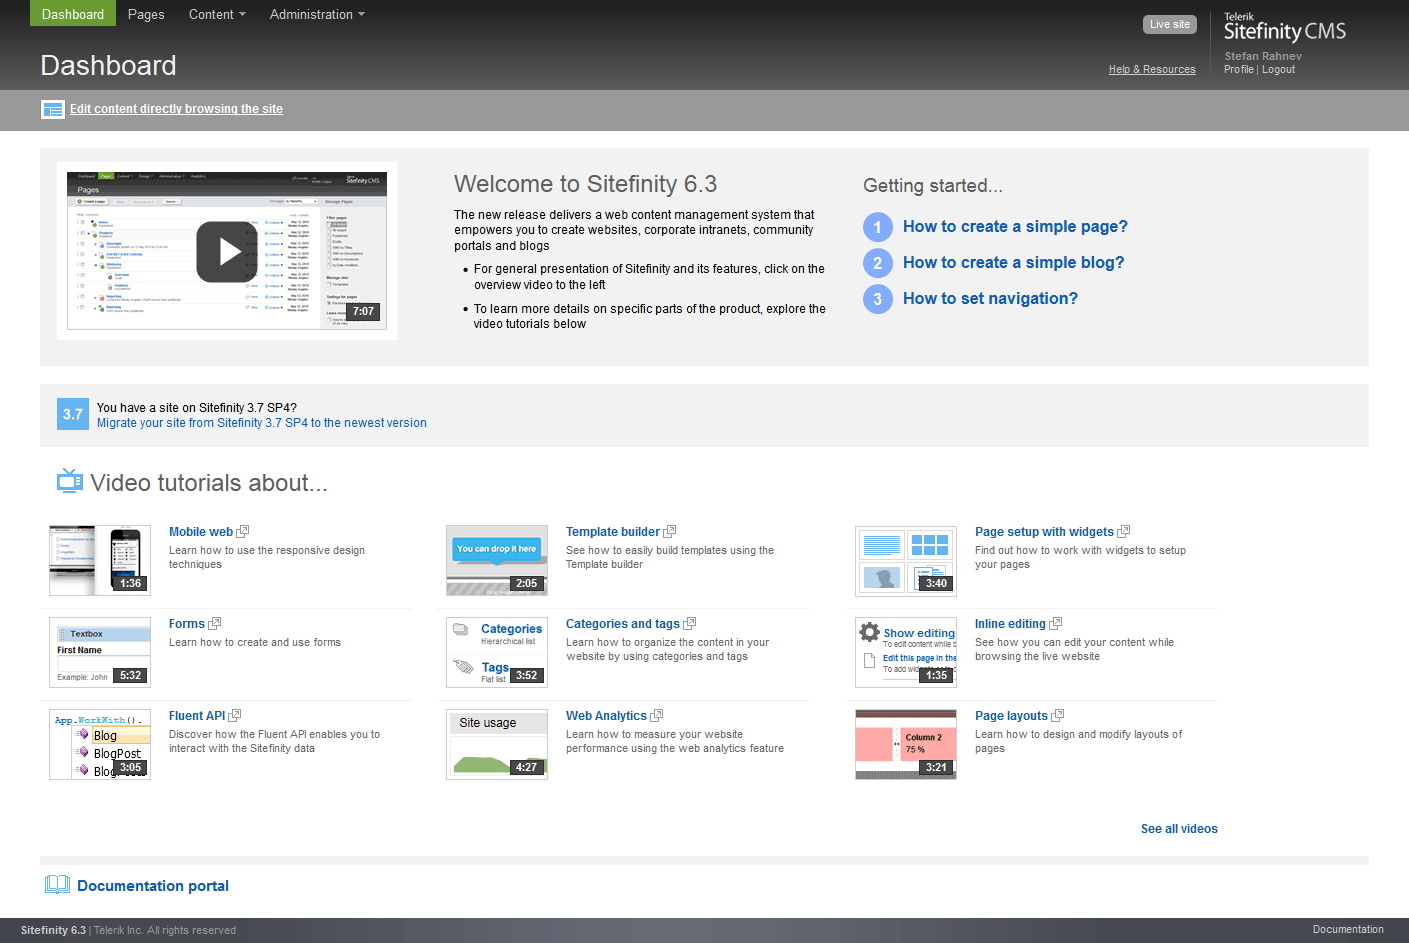 Dashboard
Pages
Content
Administration
Live site
Telerik
Sitefinity CMS
Dashboard
Stefan Rahnev
Help & Resources
Profile | Logout
Edit content directly browsing the site
Pages
Sitefinity CMS
Create a page
7:07
Welcome to Sitefinity 6.3
The new release delivers a web content management system that
empowers you to create websites, corporate intranets, community
portals and blogs
• For general presentation of Sitefinity and its features, click on the
overview video to the left
• To learn more details on specific parts of the product, explore the
video tutorials below
Getting started...
1 How to create a simple page?
2 How to create a simple blog?
3 How to set navigation?
3.7
You have a site on Sitefinity 3.7 SP4?
Migrate your site from Sitefinity 3.7 SP4 to the newest version
Video tutorials about...
1:36
Mobile web
Learn how to use the responsive design
techniques
You can drop it here
2:05
Template builder
See how to easily build templates using the
Template builder
3:40
Page setup with widgets
Find out how to work with widgets to setup
your pages
Textbox
First Name
Example: John
5:32
Forms
Learn how to create and use forms
Categories
Hierarchical list
Tags
Flat list
3:52
Categories and tags
Learn how to organize the content in your
website by using categories and tags
Show editing
To edit content while b
Edit this page in the
To add
1:35
Inline editing
See how you can edit your content while
browsing the live website
App.WorkWith().
Blog
BlogPost
3:05
Fluent API
Discover how the Fluent API enables you to
interact with the Sitefinity data
Site usage
4:27
Web Analytics
Learn how to measure your website
performance using the web analytics feature
Column 2
75 %
3:21
Page layouts
Learn how to design and modify layouts of
pages
See all videos
Documentation portal
Sitefinity 6.3 | Telerik Inc. All rights reserved
Documentation